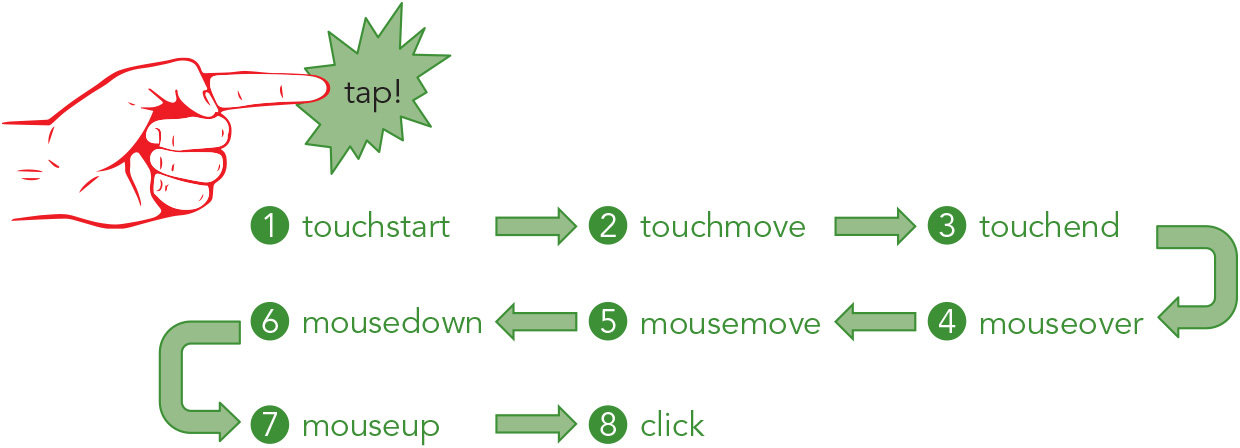 tap!
1 touchstart 2 touchmove 3 touchend
6 mousedown 5 mousemove 4 mouseover
7 mouseup 8 click